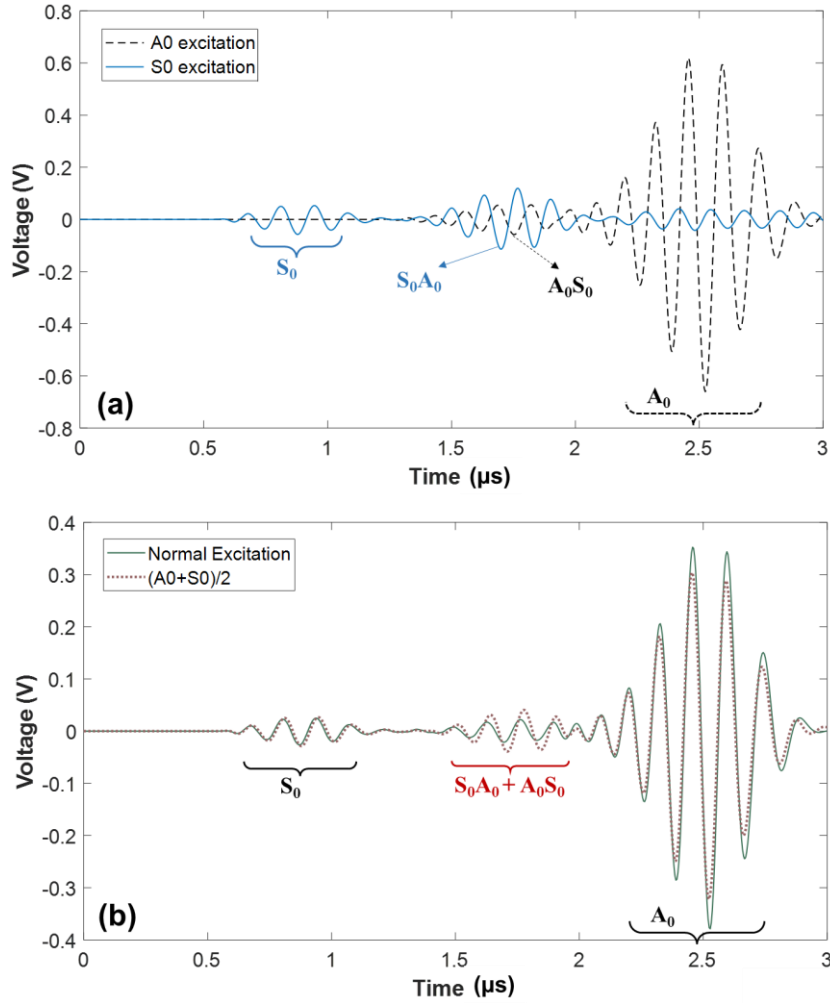 0.8
0.6
0.4
0.2
0
-0.2
-0.4
-0.6
-0.8
Voltage (V)
A0 excitation
S0 excitation
S₀
S₀A₀
A₀S₀
A₀
(a)
0 0.5 1 1.5 2 2.5 3
Time (µs)
0.4
0.3
0.2
0.1
0
-0.1
-0.2
-0.3
-0.4
Voltage (V)
Normal Excitation
(A0+S0)/2
S₀
S₀A₀ + A₀S₀
A₀
(b)
0 0.5 1 1.5 2 2.5 3
Time (µs)